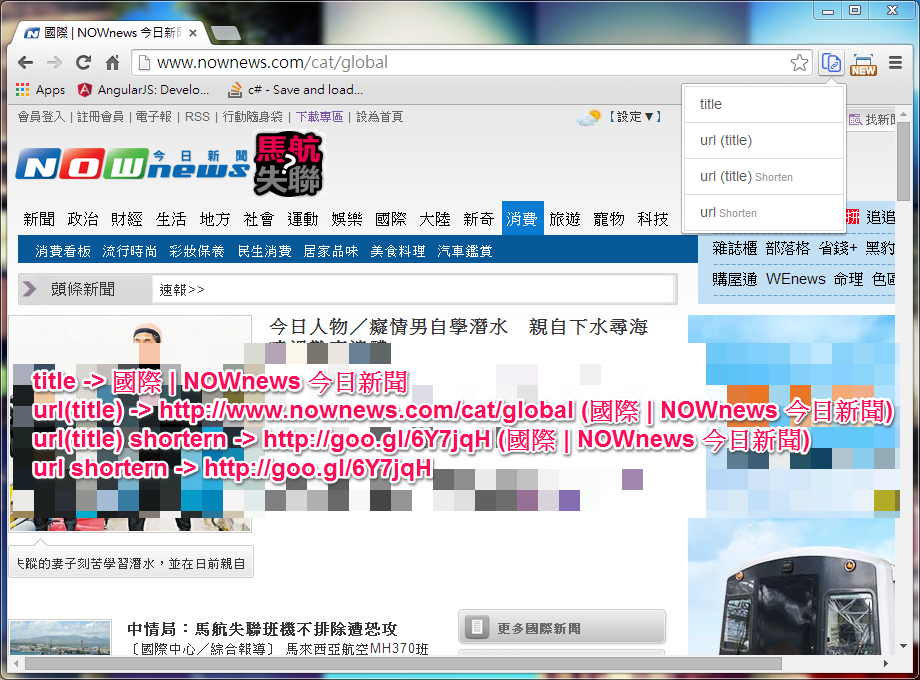 國際 | NOWnews 今日新
www.nownews.com/cat/global
NEW
Apps
AngularJS: Develo...
c# - Save and load...
title
url (title)
url (title) Shorten
url Shorten
會員登入 | 註冊會員 | 電子報 | RSS | 行動隨身袋 | 下載專區 | 設為首頁
【設定▼】
找新聞
NOWnews 今日新聞
馬航失聯?
新聞 政治 財經 生活 地方 社會 運動 娛樂 國際 大陸 新奇 消費 旅遊 寵物 科技
追追
消費看板 流行時尚 彩妝保養 民生消費 居家品味 美食料理 汽車鑑賞
雜誌櫃 部落格 省錢+ 黑豹
購屋通 WEnews 命理 色
頭條新聞
速報>>
今日人物／癡情男自學潛水 親自下水尋海
title -> 國際 | NOWnews 今日新聞
url(title) -> http://www.nownews.com/cat/global (國際 | NOWnews 今日新聞)
url(title) shortern -> http://goo.gl/6Y7jqH (國際 | NOWnews 今日新聞)
url shortern -> http://goo.gl/6Y7jqH
蹤的妻子刻苦學習潛水，並在日前親自
中情局：馬航失聯班機不排除遭恐攻
〔國際中心／綜合報導〕 馬來西亞航空MH370班
更多國際新聞